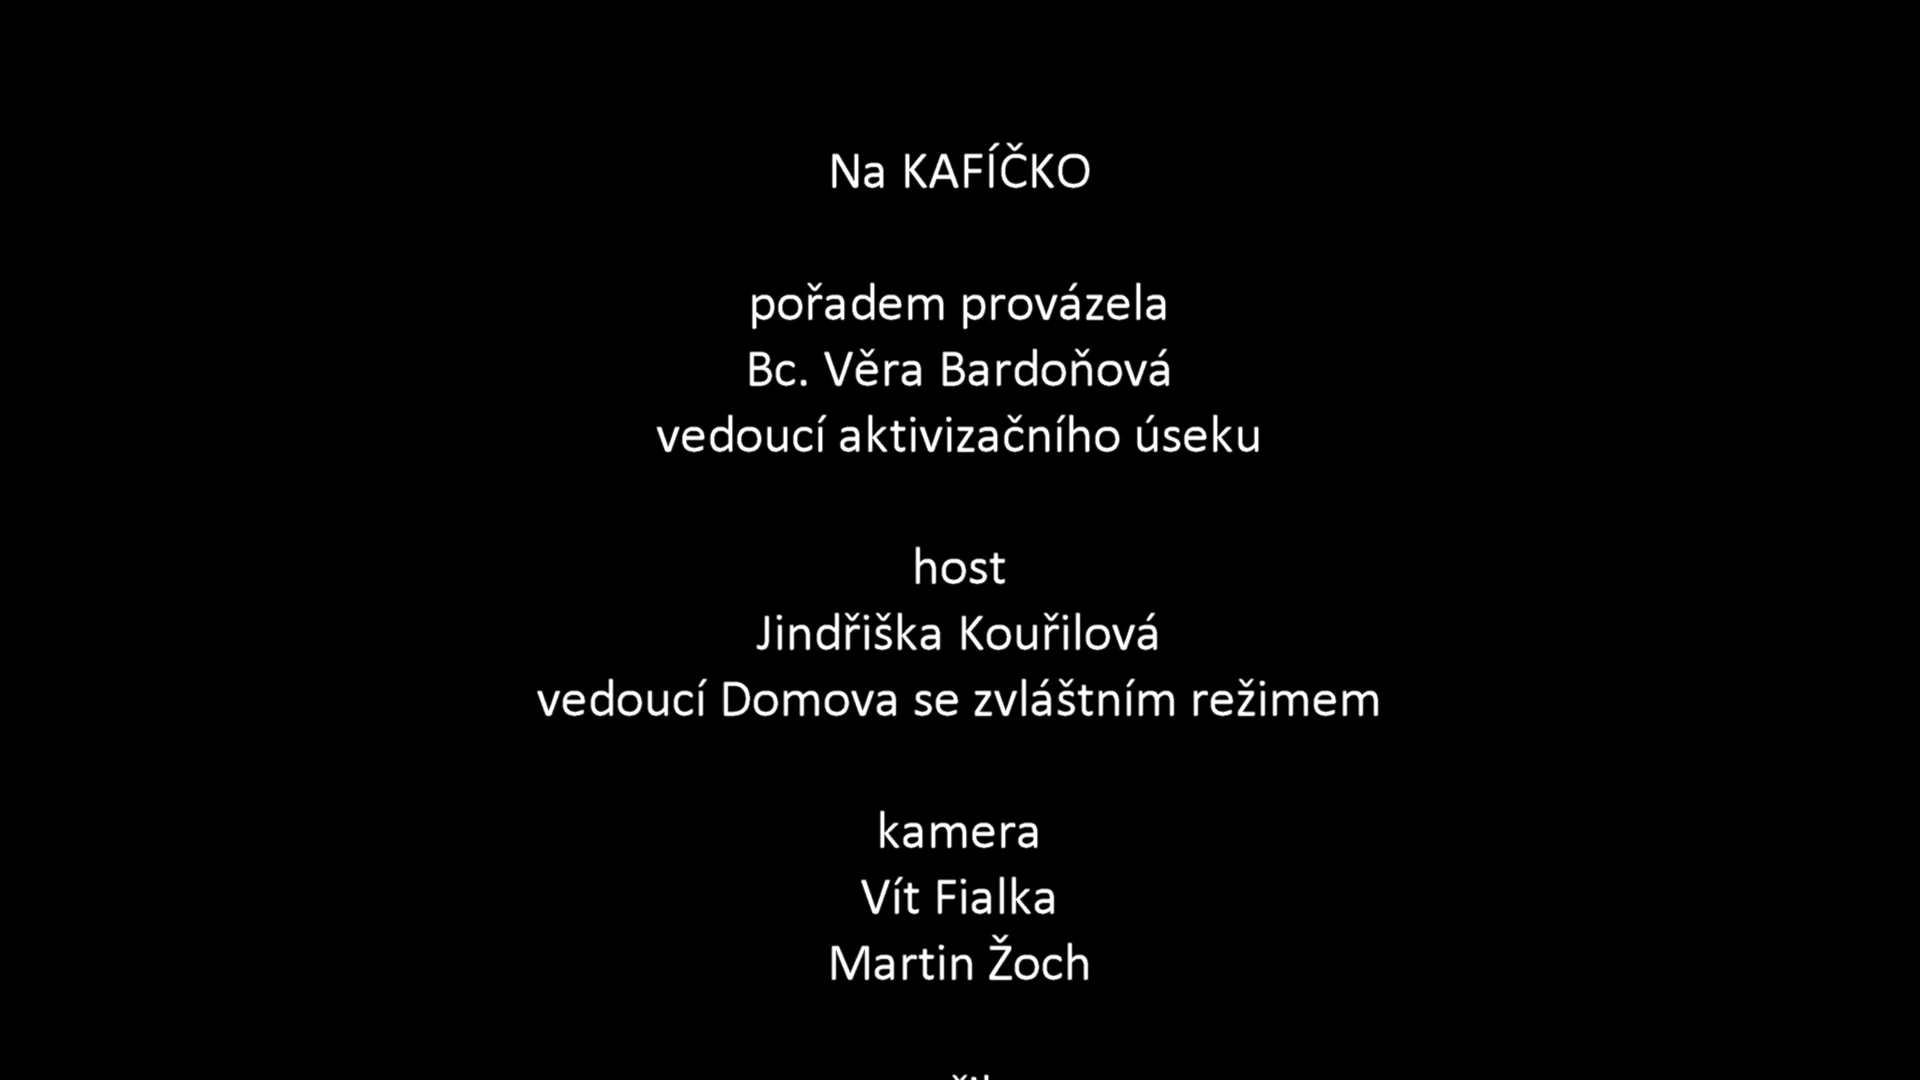 Na KAFÍČKO
pořadem provázela
Bc. Věra Bardoňová
vedoucí aktivizačního úseku
host
Jindřiška Kouřilová
vedoucí Domova se zvláštním režimem
kamera
Vít Fialka
Martin Žoch